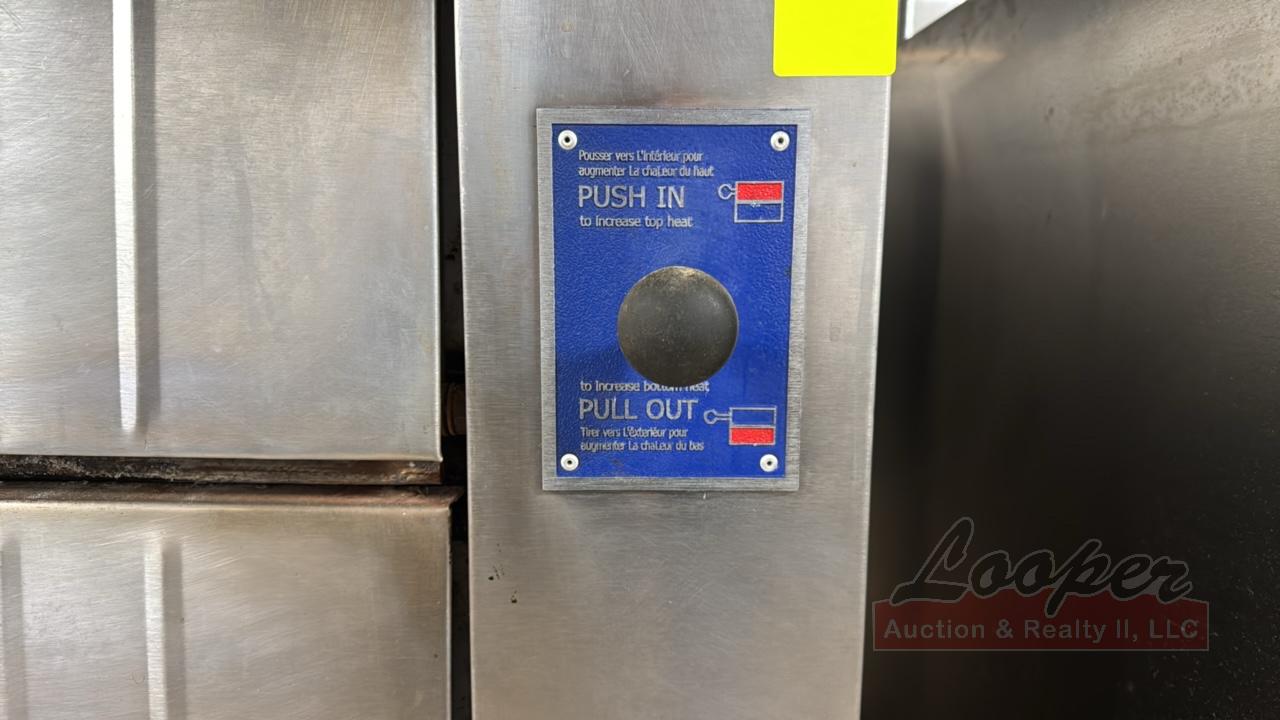 Pousser vers L'intérieur pour
augmenter La chaLeur du haut
PUSH IN
to increase top heat
to increase bottom heat
PULL OUT
Tirer vers L'éxterieur pour
augmenter La chaLeur du bas
Looper
Auction & Realty II, LLC